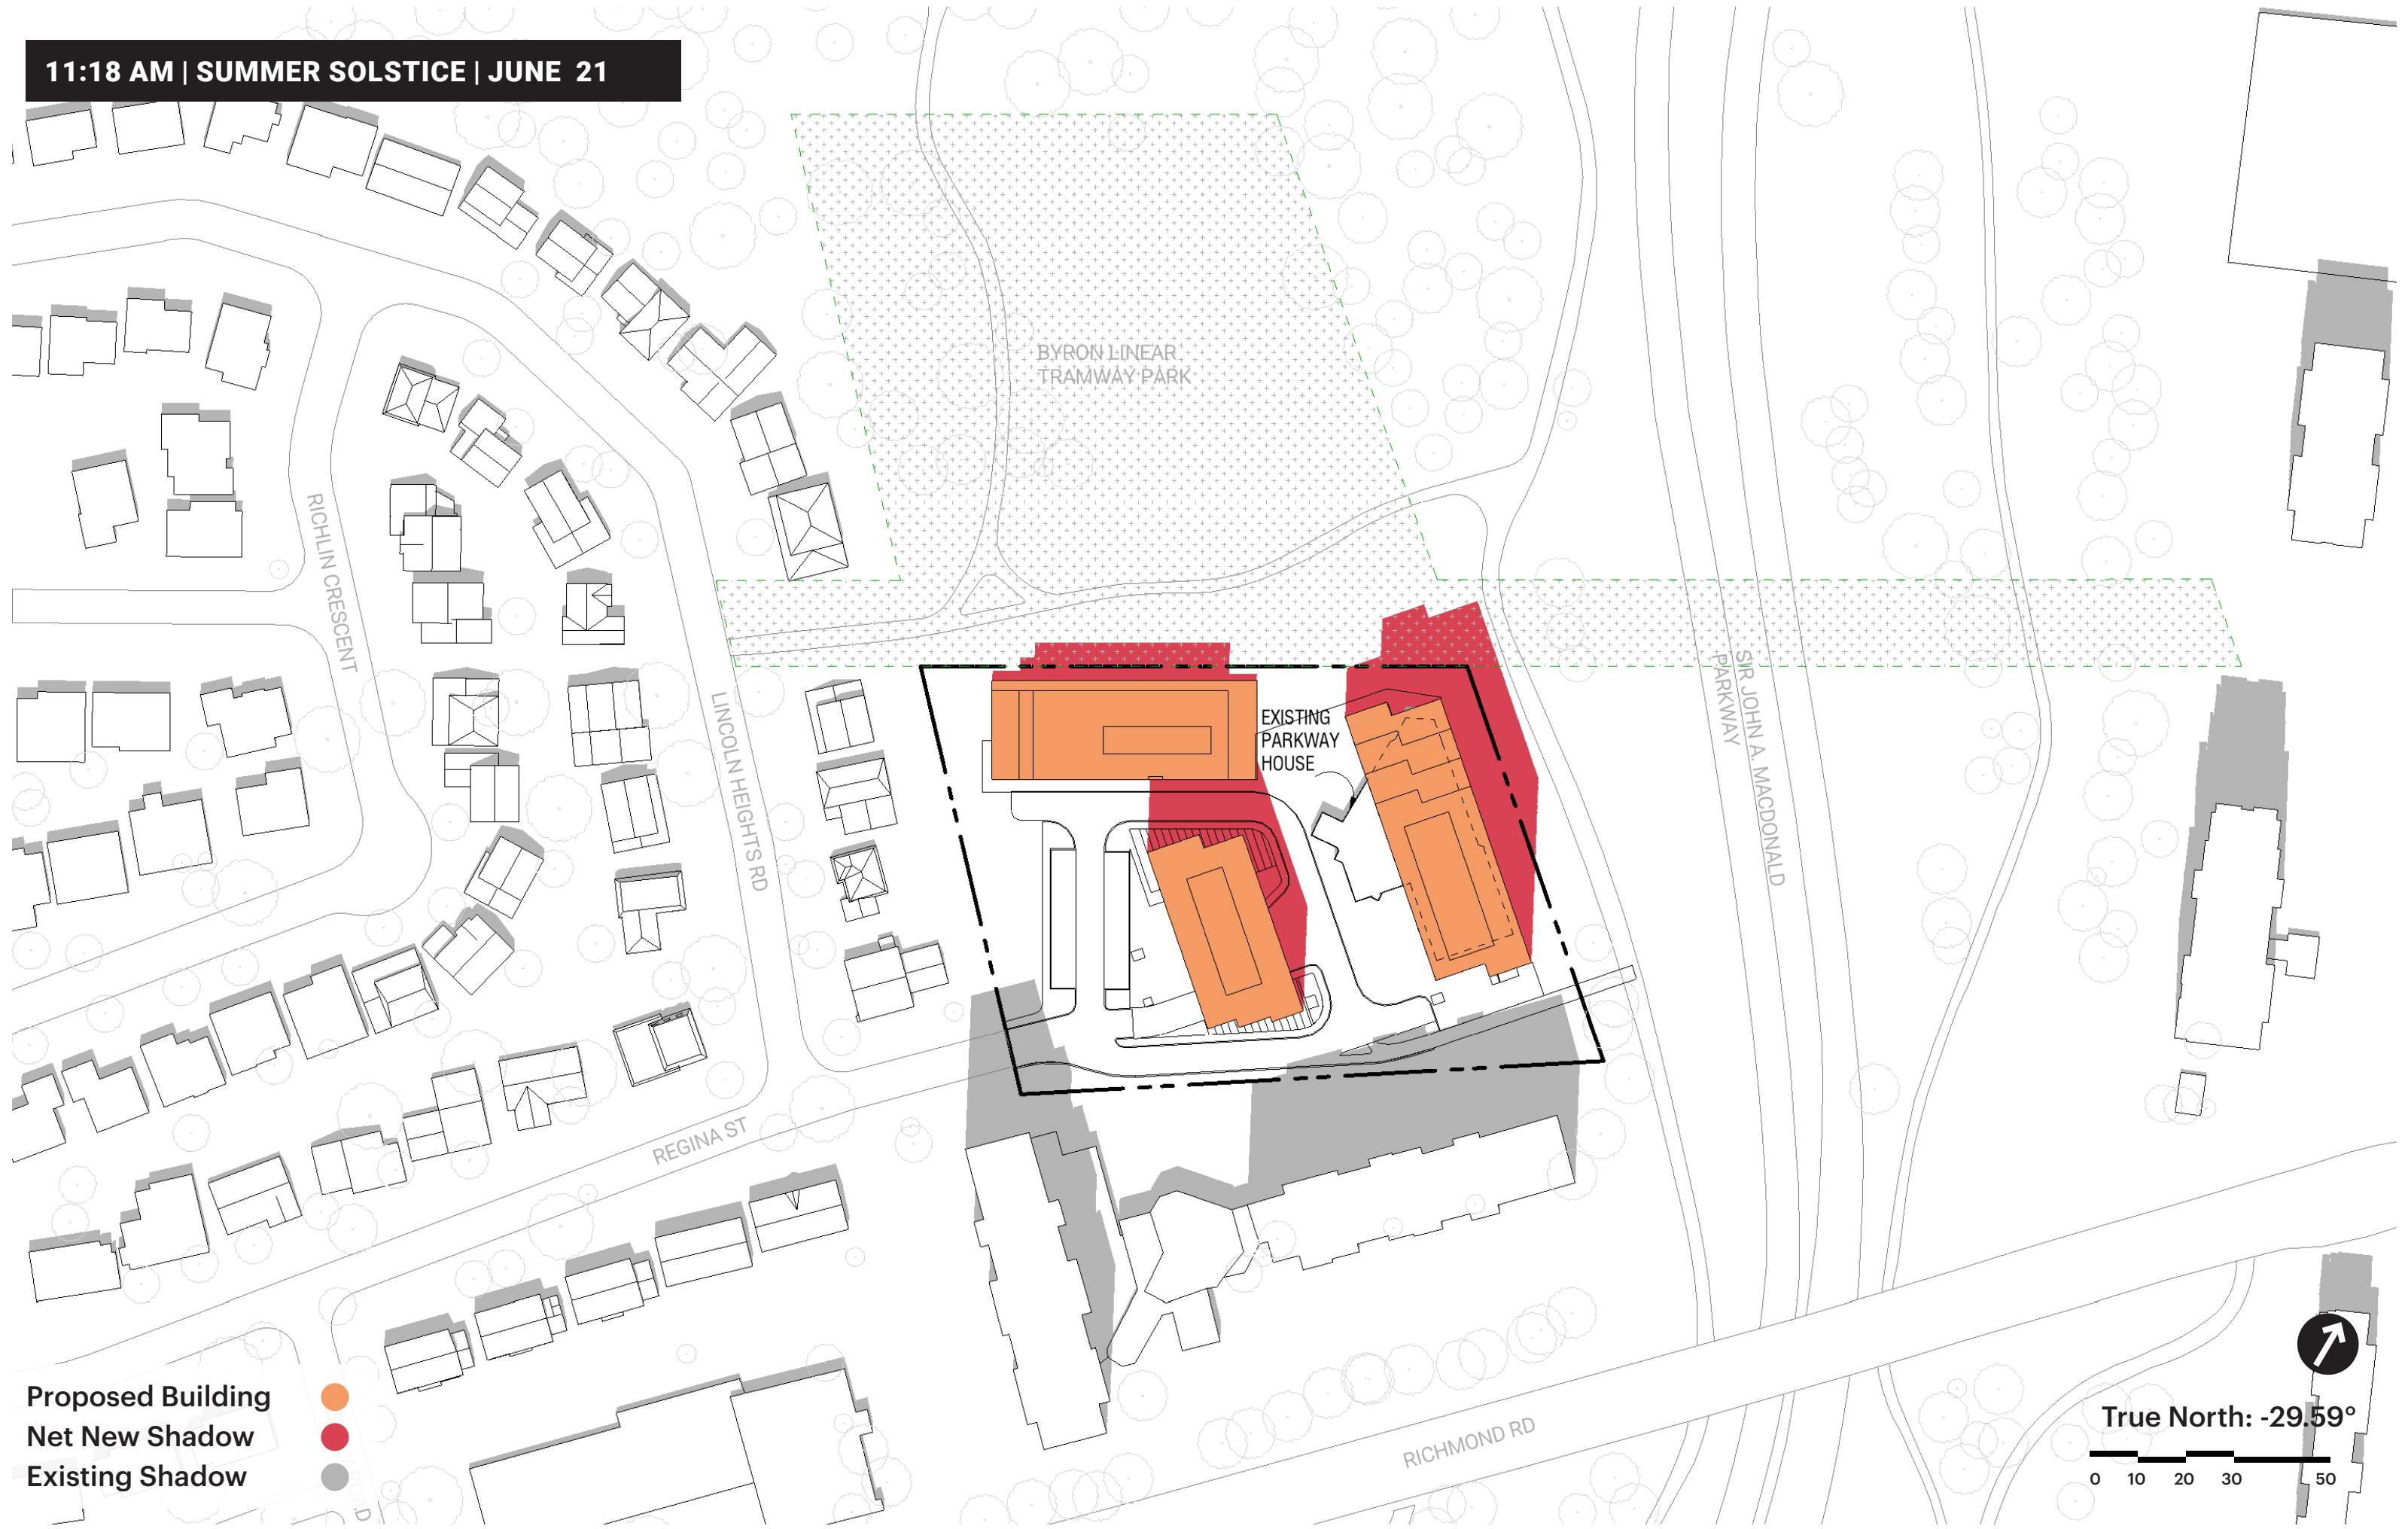 11:18 AM | SUMMER SOLSTICE | JUNE 21
BYRON LINEAR
TRAMWAY PARK
RICHLIN CRESCENT
LINCOLN HEIGHTS RD
EXISTING
PARKWAY
HOUSE
SIR JOHN A. MACDONALD
PARKWAY
REGINA ST
RICHMOND RD
Proposed Building
Net New Shadow
Existing Shadow
True North: -29.59°
0 10 20 30 50